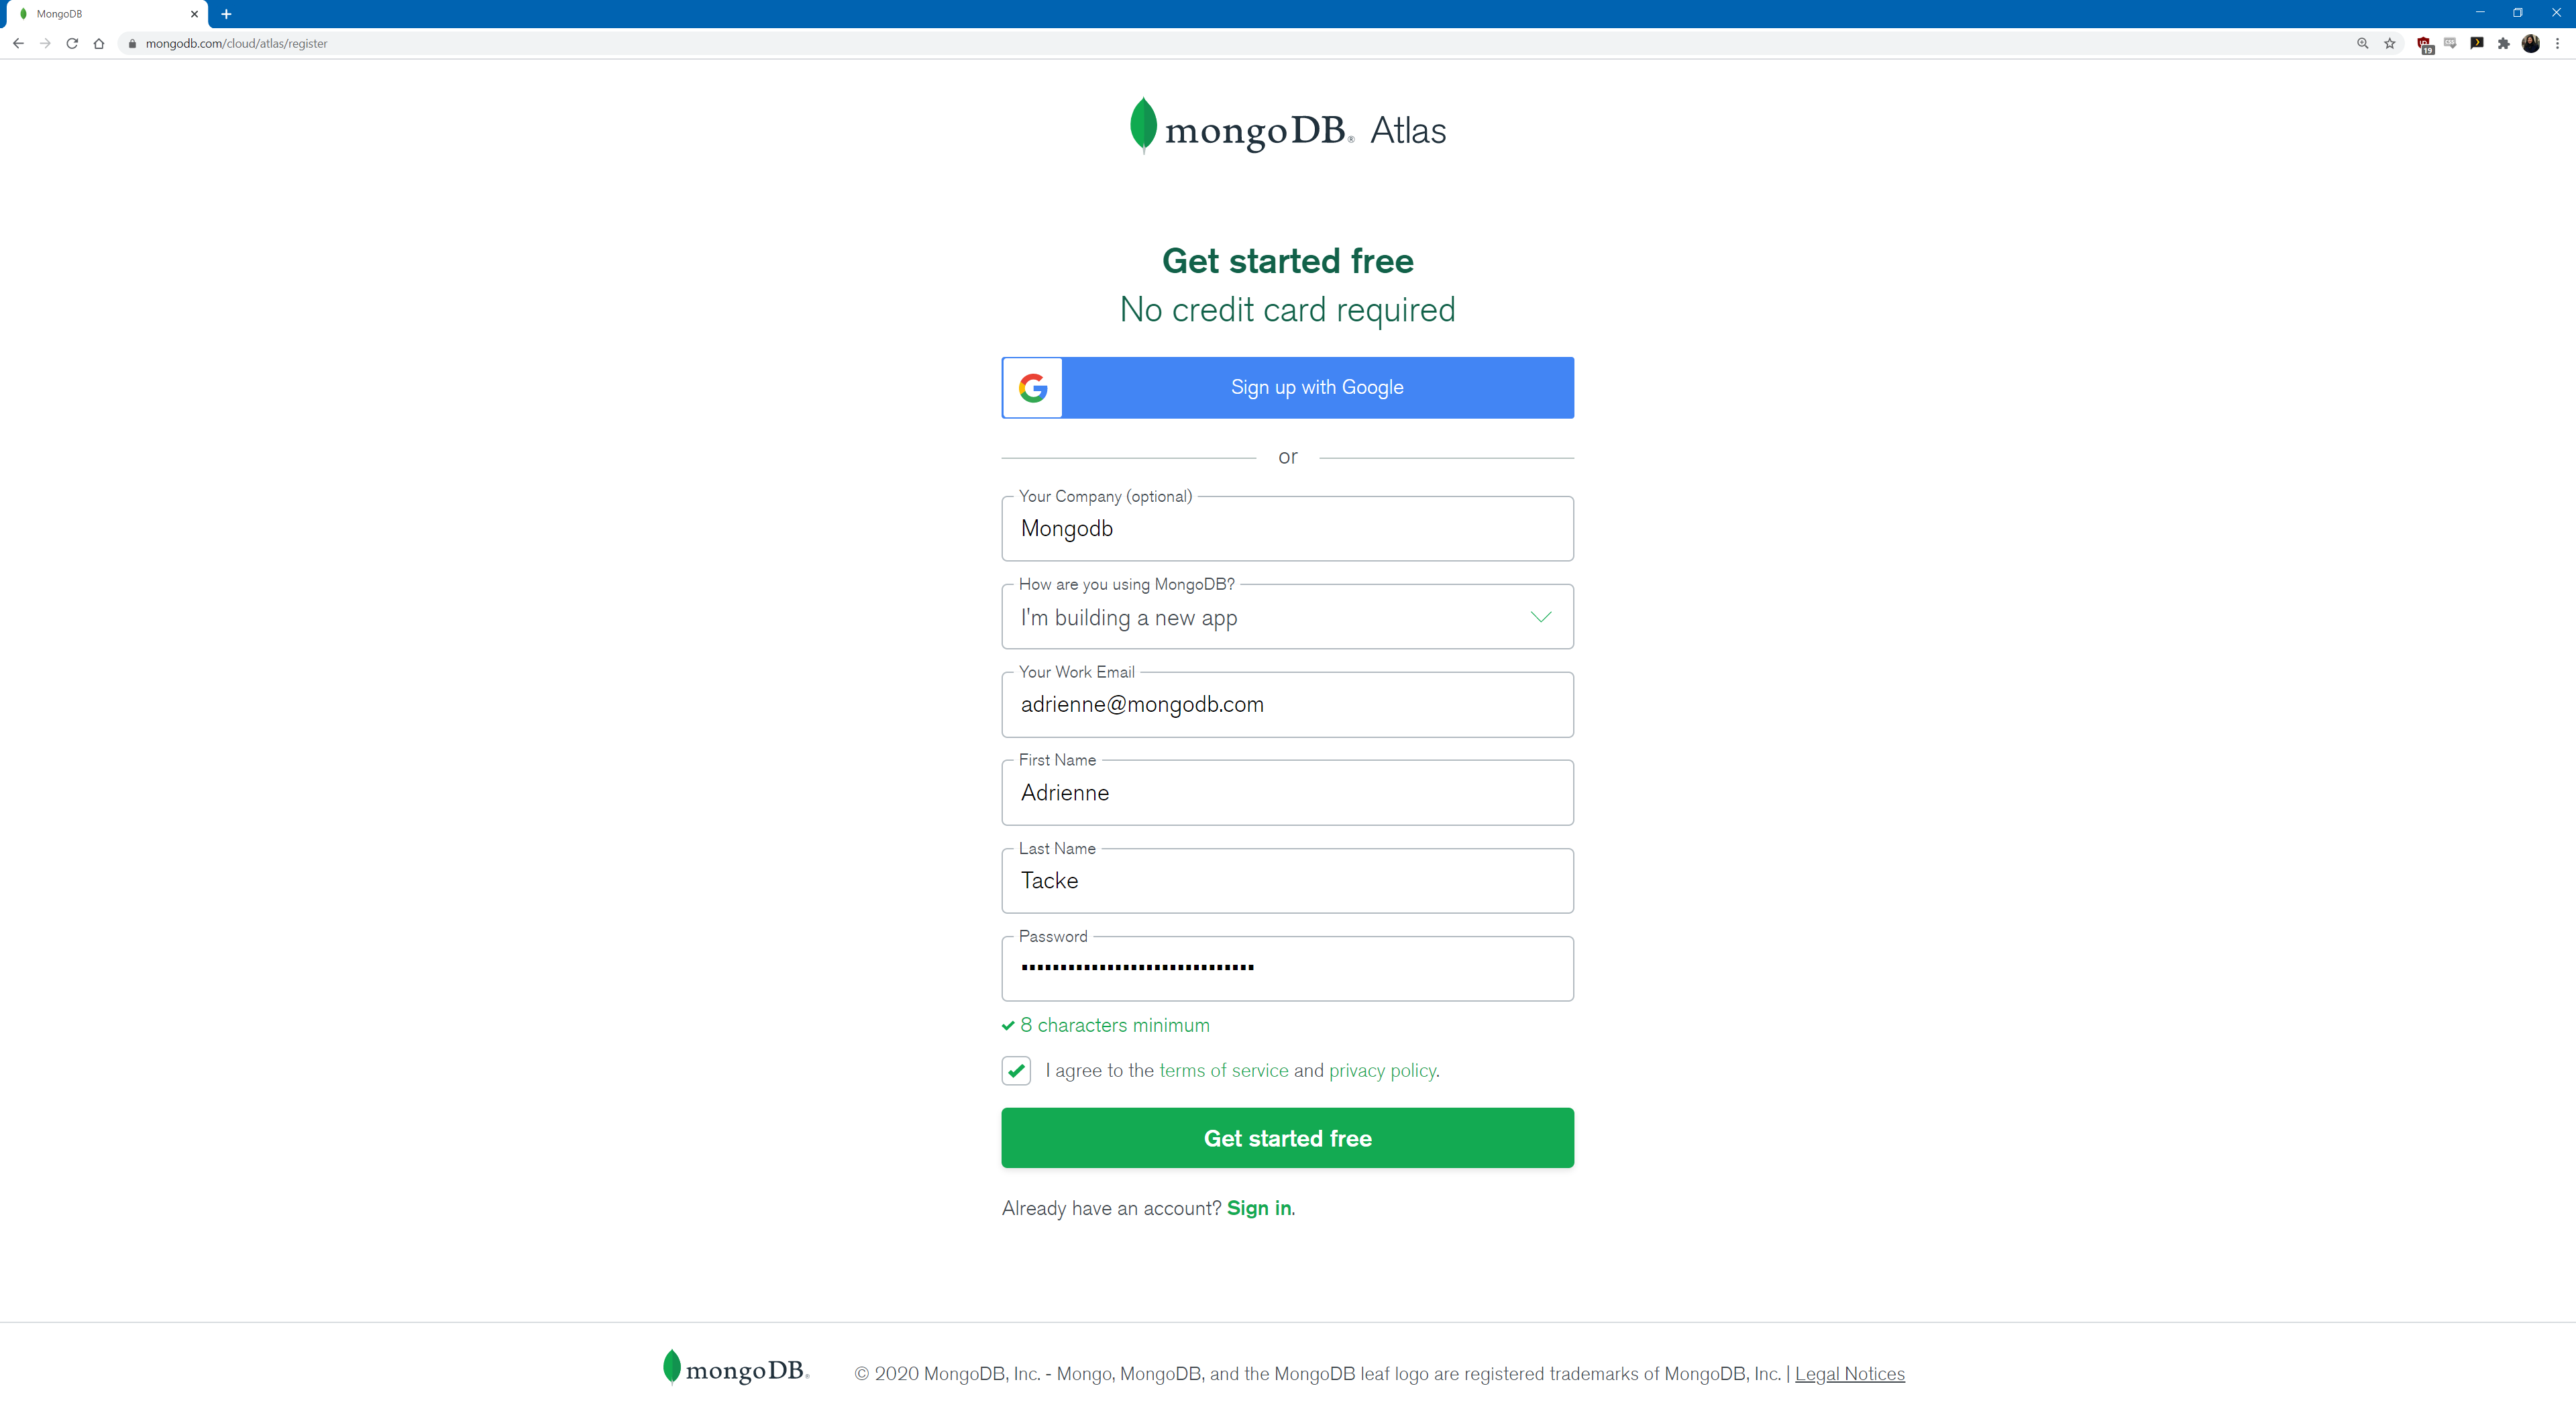 MongoDB
mongodb.com/cloud/atlas/register
19
mongoDB® Atlas
Get started free
No credit card required
Sign up with Google
or
Your Company (optional)
Mongodb
How are you using MongoDB?
I'm building a new app
Your Work Email
adrienne@mongodb.com
First Name
Adrienne
Last Name
Tacke
Password
8 characters minimum
I agree to the terms of service and privacy policy.
Get started free
Already have an account? Sign in.
mongoDB® © 2020 MongoDB, Inc. - Mongo, MongoDB, and the MongoDB leaf logo are registered trademarks of MongoDB, Inc. | Legal Notices